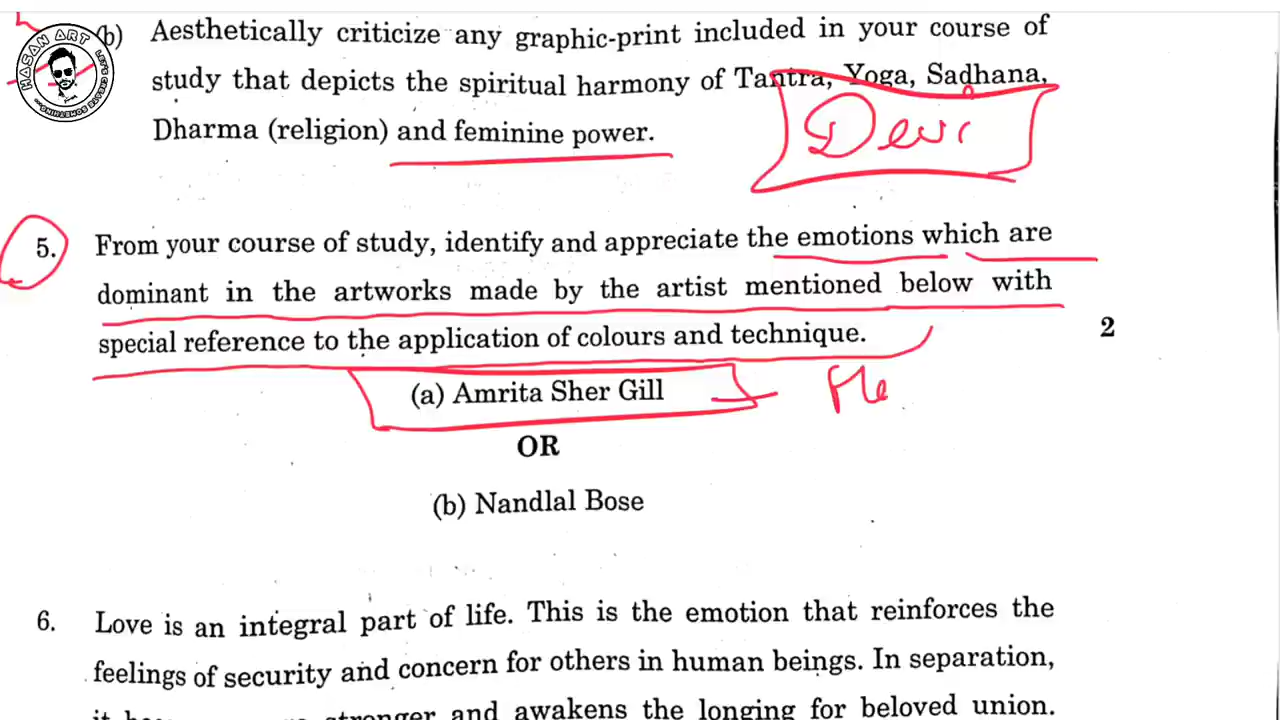 (b) Aesthetically criticize any graphic-print included in your course of
HASAN ART
study that depicts the spiritual harmony of Tantra, Yoga, Sadhana,
Dharma (religion) and feminine power.
Devi
5. From your course of study, identify and appreciate the emotions which are
dominant in the artworks made by the artist mentioned below with
special reference to the application of colours and technique. 2
(a) Amrita Sher Gill
OR
(b) Nandlal Bose
6. Love is an integral part of life. This is the emotion that reinforces the
feelings of security and concern for others in human beings. In separation,
and awakens the longing for beloved union.